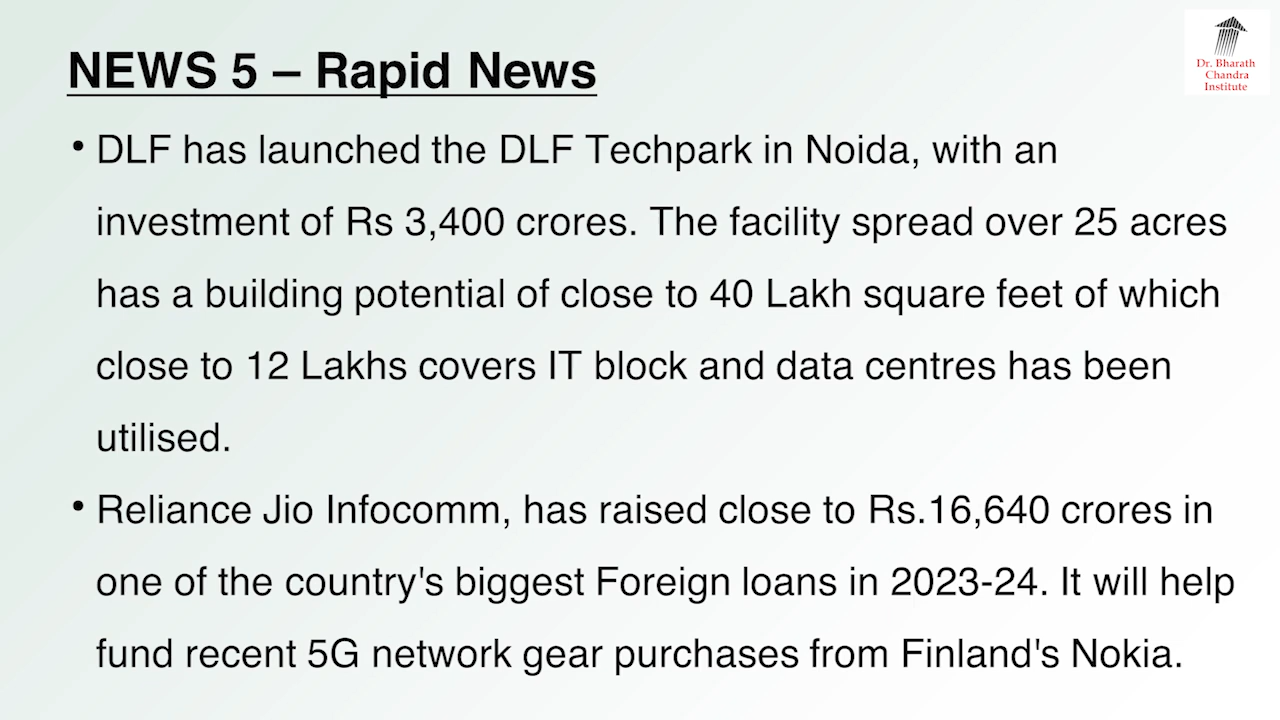 NEWS 5 – Rapid News
Dr. Bharath
Chandra
Institute
• DLF has launched the DLF Techpark in Noida, with an
investment of Rs 3,400 crores. The facility spread over 25 acres
has a building potential of close to 40 Lakh square feet of which
close to 12 Lakhs covers IT block and data centres has been
utilised.
• Reliance Jio Infocomm, has raised close to Rs.16,640 crores in
one of the country's biggest Foreign loans in 2023-24. It will help
fund recent 5G network gear purchases from Finland's Nokia.